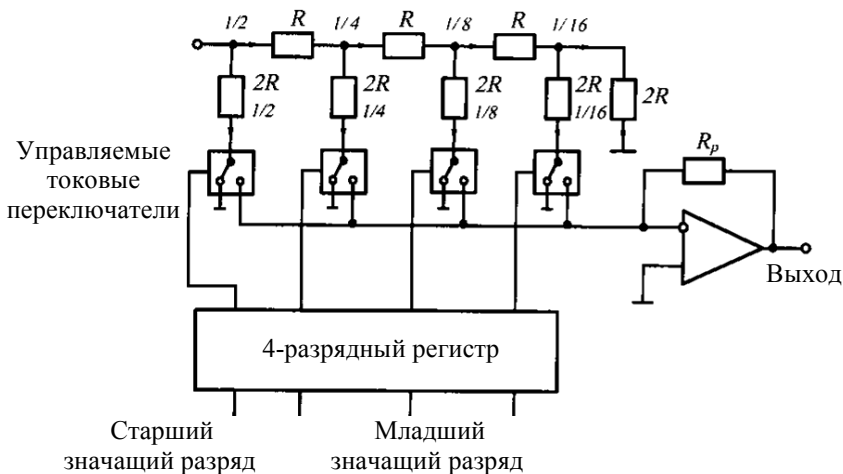 1/2 R 1/4 R 1/8 R 1/16
2R 2R 2R 2R 2R
1/2 1/4 1/8 1/16
Управляемые
токовые
переключатели
Rp
Выход
4-разрядный регистр
Старший
значащий разряд
Младший
значащий разряд